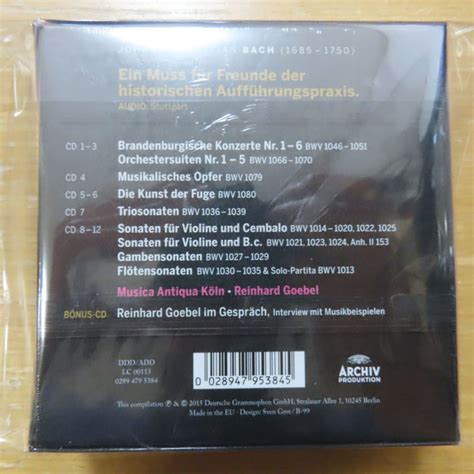 BACH (1685–1750)
Ein Muss für Freunde der
historischen Aufführungspraxis.
AUDIO, Stuttgart
CD 1–3 Brandenburgische Konzerte Nr. 1–6 BWV 1046–1051
Orchestersuiten Nr. 1–5 BWV 1066–1070
CD 4 Musikalisches Opfer BWV 1079
CD 5–6 Die Kunst der Fuge BWV 1080
CD 7 Triosonaten BWV 1036–1039
CD 8–12 Sonaten für Violine und Cembalo BWV 1014–1020, 1022, 1025
Sonaten für Violine und B.c. BWV 1021, 1023, 1024, Anh. II 153
Gambensonaten BWV 1027–1029
Flötensonaten BWV 1030–1035 & Solo-Partita BWV 1013
Musica Antiqua Köln • Reinhard Goebel
BONUS-CD Reinhard Goebel im Gespräch, Interview mit Musikbeispielen
DDD/ADD
LC 00113
0289 479 5384
0 028947 953845
ARCHIV
PRODUKTION
℗ & © 2015 Deutsche Grammophon GmbH, Stralauer Allee 1, 10245 Berlin
Made in the EU · Design: Sven Grot / B-99